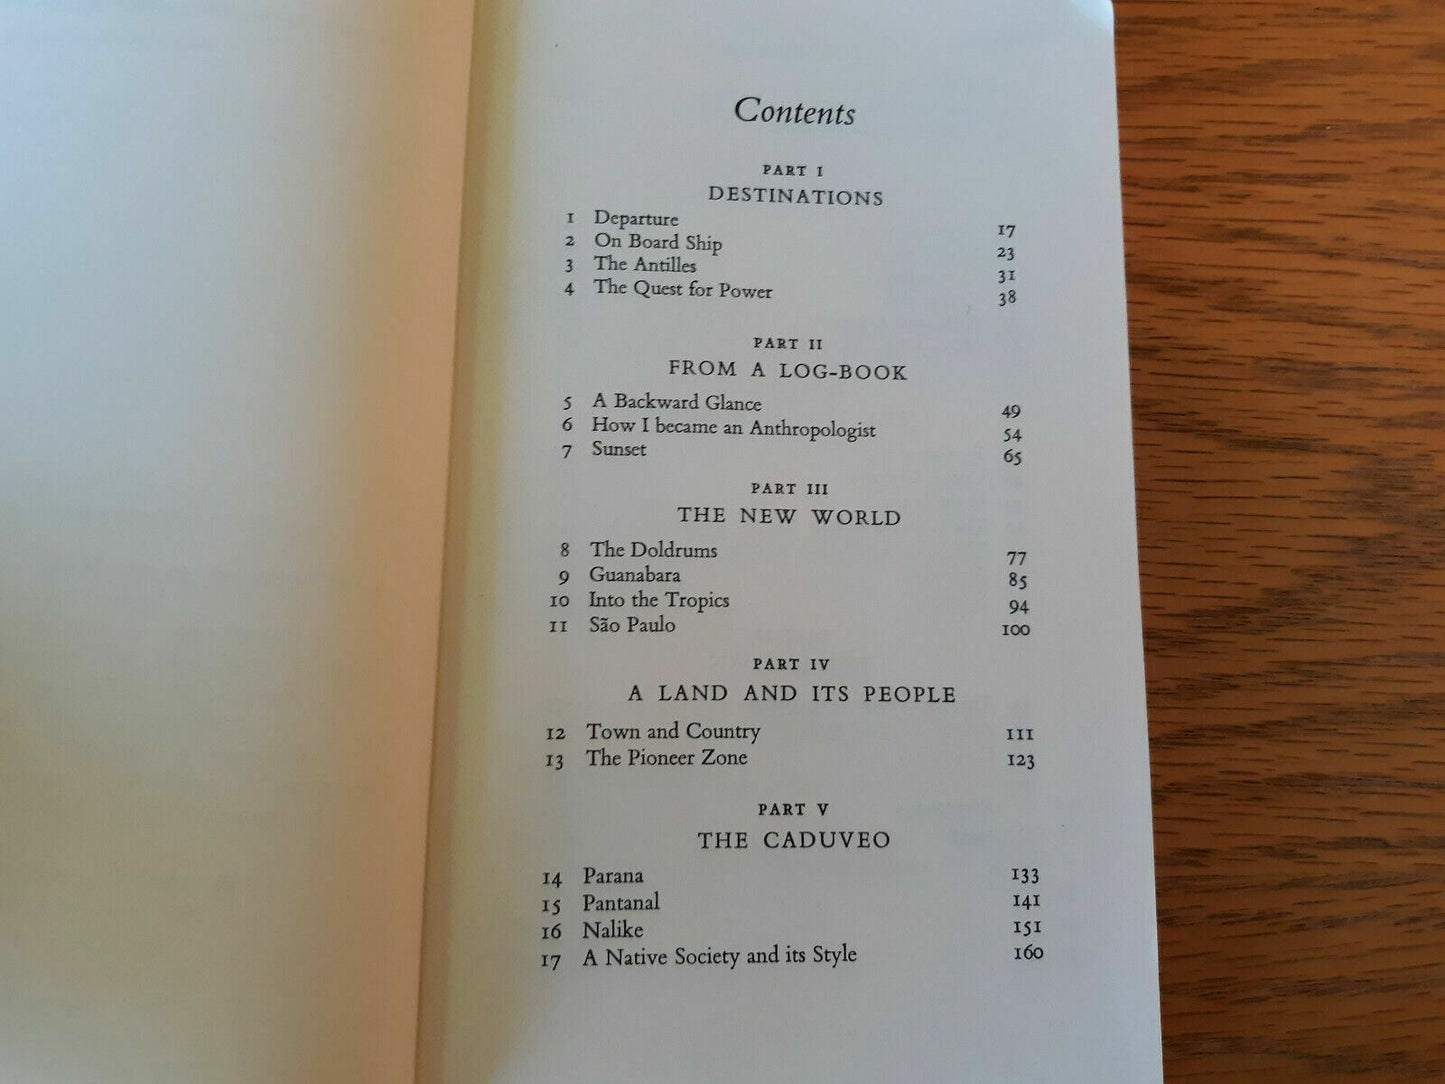 Contents
PART I
DESTINATIONS
1 Departure 17
2 On Board Ship 23
3 The Antilles 31
4 The Quest for Power 38
PART II
FROM A LOG-BOOK
5 A Backward Glance 49
6 How I became an Anthropologist 54
7 Sunset 65
PART III
THE NEW WORLD
8 The Doldrums 77
9 Guanabara 85
10 Into the Tropics 94
11 São Paulo 100
PART IV
A LAND AND ITS PEOPLE
12 Town and Country 111
13 The Pioneer Zone 123
PART V
THE CADUVEO
14 Parana 133
15 Pantanal 141
16 Nalike 151
17 A Native Society and its Style 160